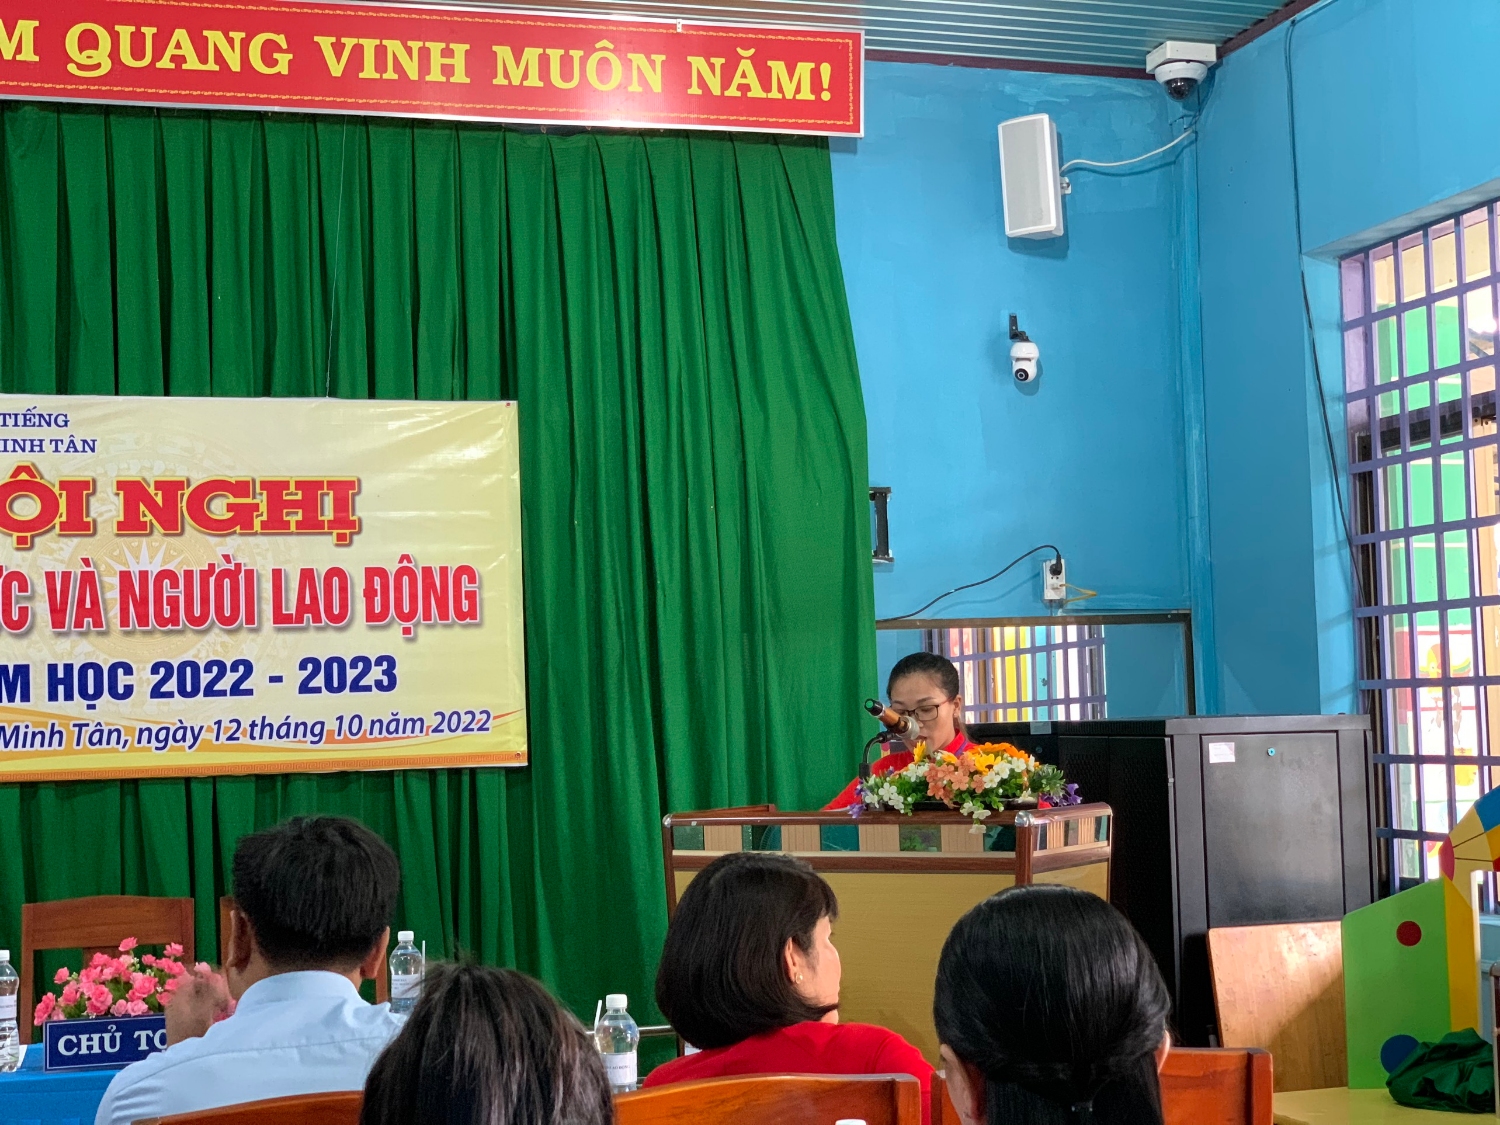 M QUANG VINH MUÔN NĂM!
TIẾNG
INH TÂN
ỘI NGHỊ
ỨC VÀ NGƯỜI LAO ĐỘNG
M HỌC 2022 - 2023
Minh Tân, ngày 12 tháng 10 năm 2022
CHỦ TỌ